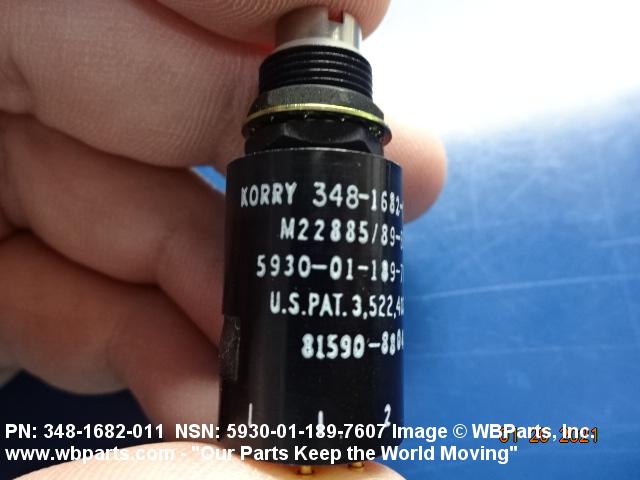 KORRY 348-1682-
M22885/89-
5930-01-189-7
U.S.PAT. 3,522,4
81590-880
1 1 2
PN: 348-1682-011 NSN: 5930-01-189-7607 Image © WBParts, Inc.
01 26 2021
www.wbparts.com - "Our Parts Keep the World Moving"